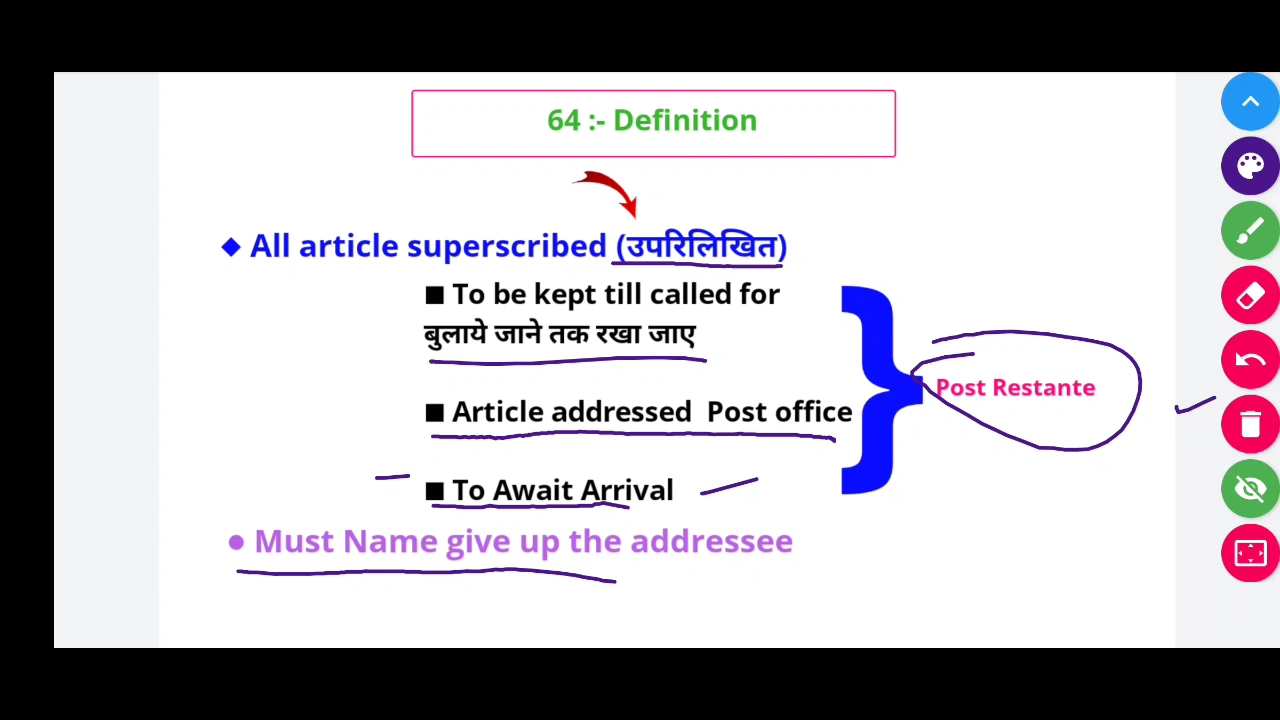 64 :- Definition
◆ All article superscribed (उपरिलिखित)
■ To be kept till called for
बुलाये जाने तक रखा जाए
■ Article addressed Post office
Post Restante
■ To Await Arrival
● Must Name give up the addressee